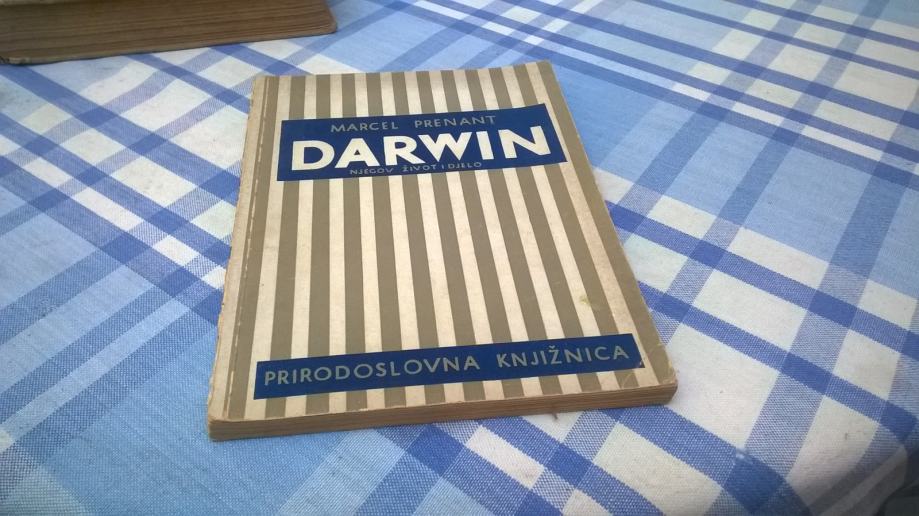 MARCEL PRENANT
DARWIN
NJEGOV ŽIVOT I DJELO
PRIRODOSLOVNA KNJIŽNICA